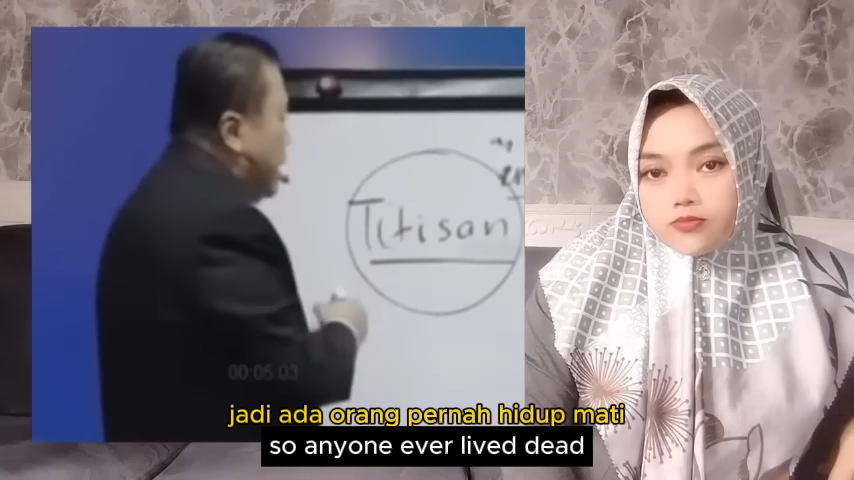 Titisan
00:05:03
jadi ada orang pernah hidup mati
so anyone ever lived dead